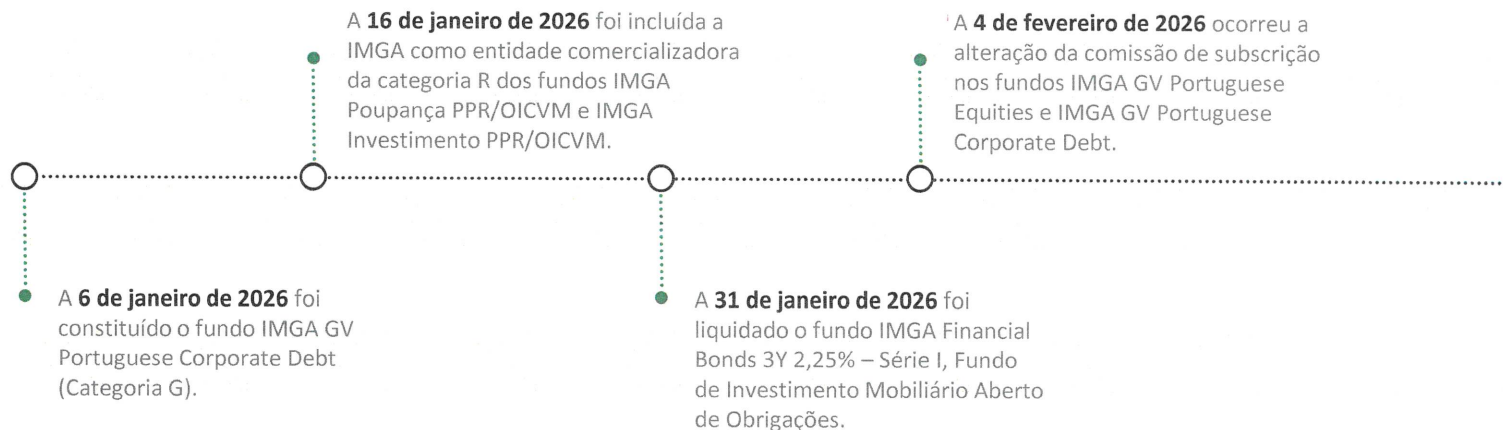 A 16 de janeiro de 2026 foi incluída a
IMGA como entidade comercializadora
da categoria R dos fundos IMGA
Poupança PPR/OICVM e IMGA
Investimento PPR/OICVM.
A 4 de fevereiro de 2026 ocorreu a
alteração da comissão de subscrição
nos fundos IMGA GV Portuguese
Equities e IMGA GV Portuguese
Corporate Debt.
A 6 de janeiro de 2026 foi
constituído o fundo IMGA GV
Portuguese Corporate Debt
(Categoria G).
A 31 de janeiro de 2026 foi
liquidado o fundo IMGA Financial
Bonds 3Y 2,25% – Série I, Fundo
de Investimento Mobiliário Aberto
de Obrigações.